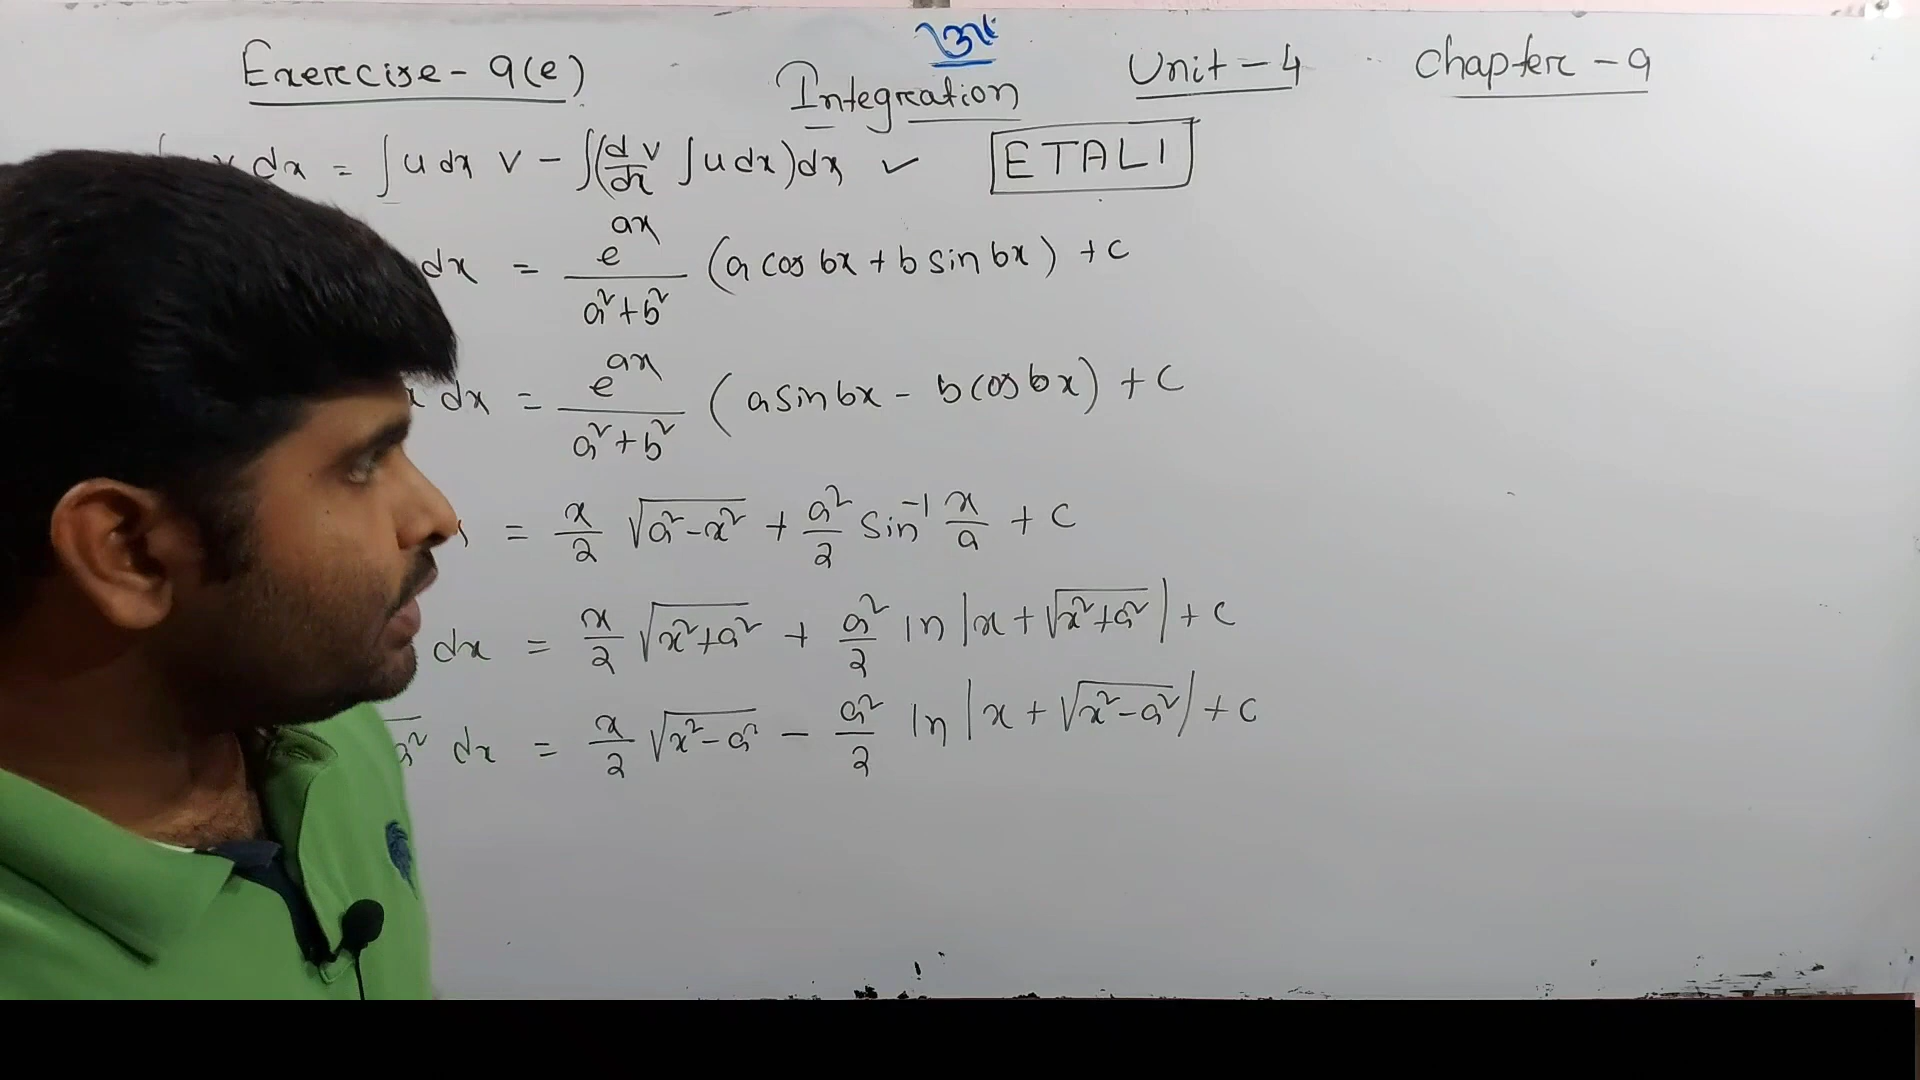 Exercise - 9(e)
Integration
Unit - 4
Chapter - 9
dx = ∫ u dx v - ∫(dv/dx ∫ u dx) dx ✓
ETALI
dx = e^ax/(a²+b²) (a cos bx + b sin bx) + c
x dx = e^ax/(a²+b²) (a sin bx - b cos bx) + c
= x/2 √(a²-x²) + a²/2 sin⁻¹ x/a + c
dx = x/2 √(x²+a²) + a²/2 ln |x + √(x²+a²)| + c
a² dx = x/2 √(x²-a²) - a²/2 ln |x + √(x²-a²)| + c